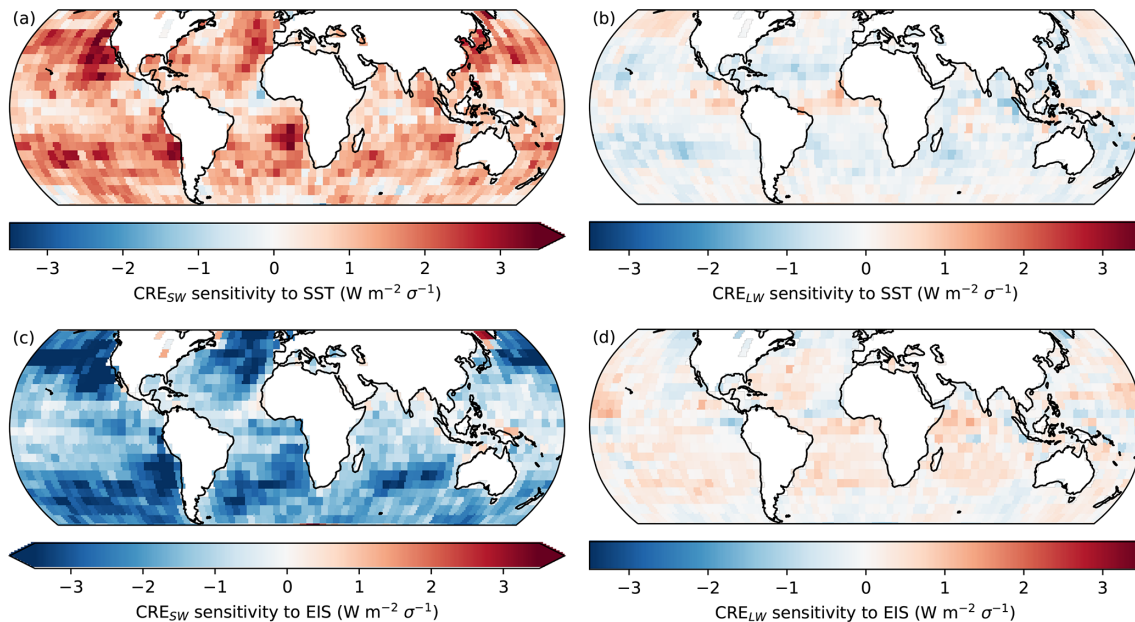 (a)
(b)
−3 −2 −1 0 1 2 3
CRE_SW sensitivity to SST (W m⁻² σ⁻¹)
−3 −2 −1 0 1 2 3
CRE_LW sensitivity to SST (W m⁻² σ⁻¹)
(c)
(d)
−3 −2 −1 0 1 2 3
CRE_SW sensitivity to EIS (W m⁻² σ⁻¹)
−3 −2 −1 0 1 2 3
CRE_LW sensitivity to EIS (W m⁻² σ⁻¹)